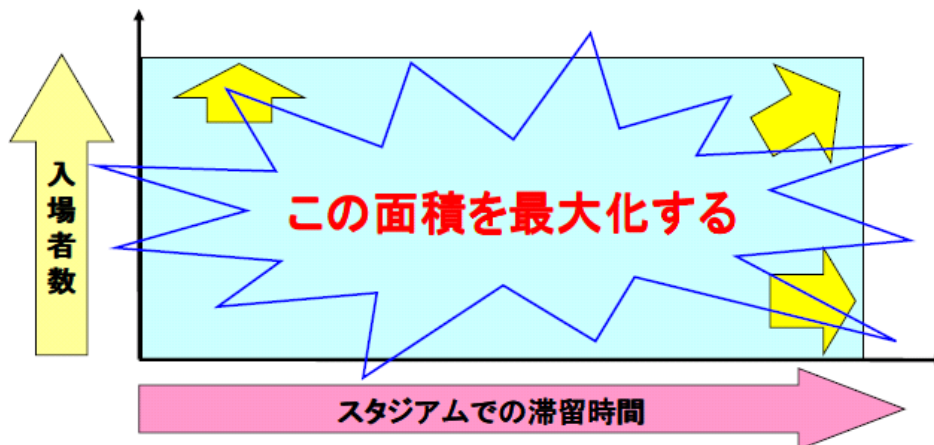 入場者数
この面積を最大化する
スタジアムでの滞留時間